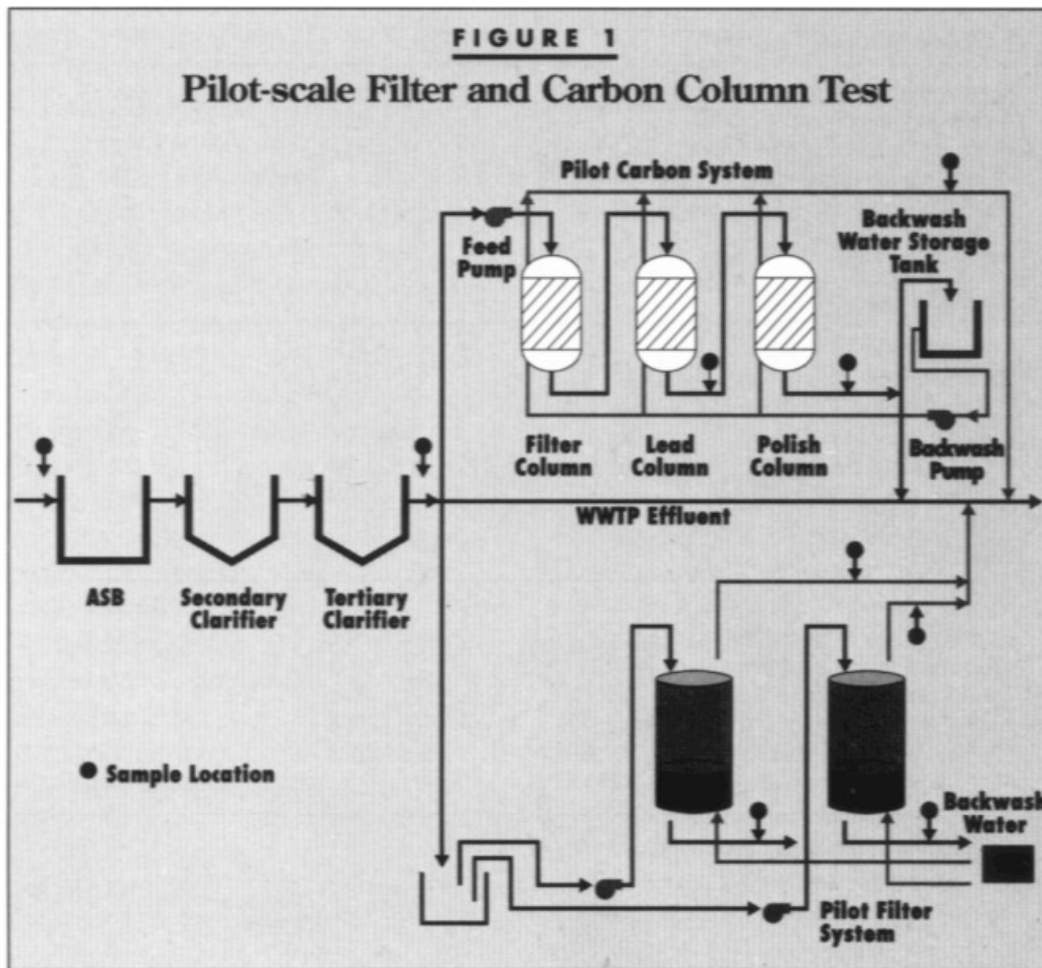 FIGURE 1
Pilot-scale Filter and Carbon Column Test
Pilot Carbon System
Feed
Pump
Backwash
Water Storage
Tank
Filter
Column
Lead
Column
Polish
Column
Backwash
Pump
WWTP Effluent
ASB
Secondary
Clarifier
Tertiary
Clarifier
Sample Location
Backwash
Water
Pilot Filter
System